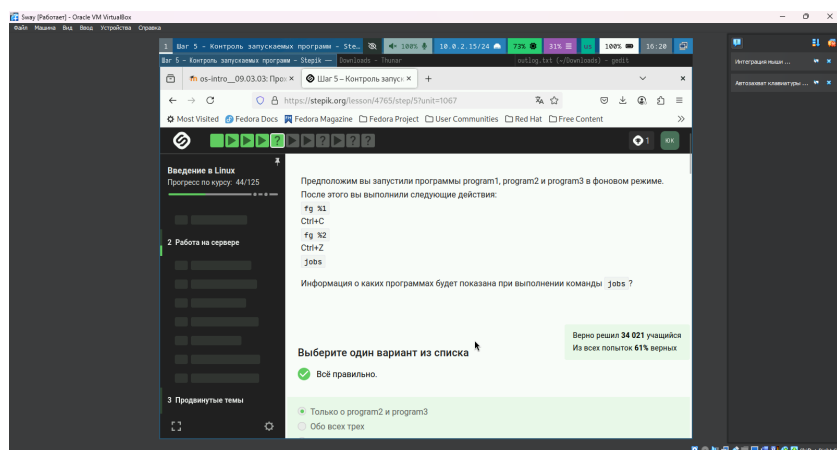 Sway [Работает] - Oracle VM VirtualBox
Файл Машина Вид Ввод Устройства Справка
1 Шаг 5 – Контроль запускаемых программ – Ste… 100% 10.0.2.15/24 73% 31% us 100% 16:20
Шаг 5 – Контроль запускаемых программ – Stepik — Downloads – Thunar outlog.txt (~/Downloads) – gedit
os-intro__09.03.03: Про × Шаг 5 – Контроль запуск × +
https://stepik.org/lesson/4765/step/5?unit=1067
Most Visited Fedora Docs Fedora Magazine Fedora Project User Communities Red Hat Free Content
? ? ? ? 1 ЮК
Введение в Linux
Прогресс по курсу: 44/125
2 Работа на сервере
3 Продвинутые темы
Предположим вы запустили программы program1, program2 и program3 в фоновом режиме.
После этого вы выполнили следующие действия:
fg %1
Ctrl+C
fg %2
Ctrl+Z
jobs
Информация о каких программах будет показана при выполнении команды jobs ?
Верно решил 34 021 учащийся
Из всех попыток 61% верных
Выберите один вариант из списка
Всё правильно.
Только о program2 и program3
Обо всех трех
Интеграция мыши ...
Автозахват клавиатуры ...